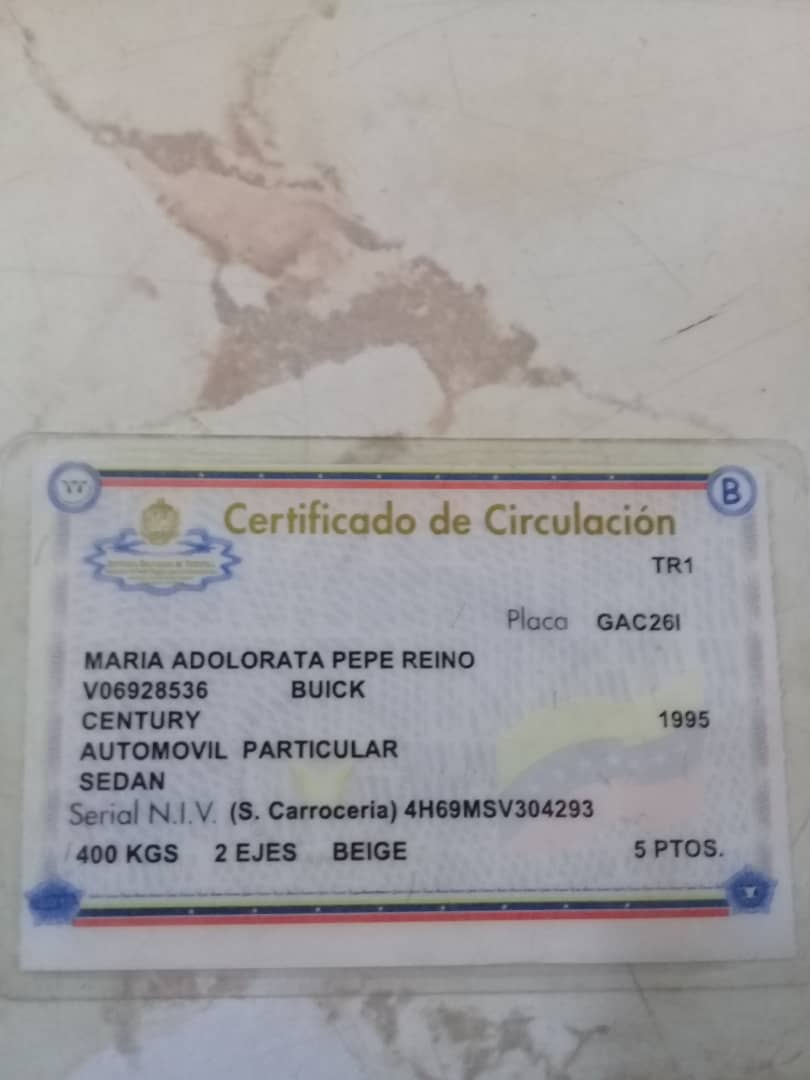 B
Certificado de Circulación
TR1
Placa GAC26I
MARIA ADOLORATA PEPE REINO
V06928536 BUICK
CENTURY 1995
AUTOMOVIL PARTICULAR
SEDAN
Serial N.I.V. (S. Carroceria) 4H69MSV304293
400 KGS 2 EJES BEIGE 5 PTOS.